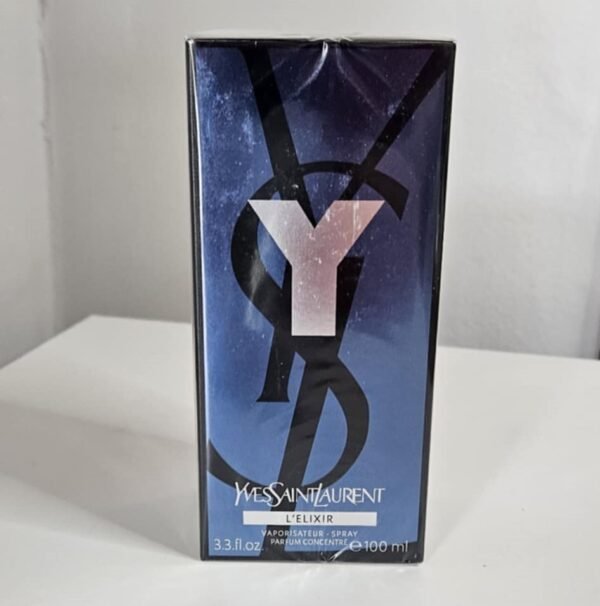 Y
YVESSAINTLAURENT
L'ELIXIR
VAPORISATEUR - SPRAY
3.3.fl.oz. PARFUM CONCENTRÉ ℮100 ml